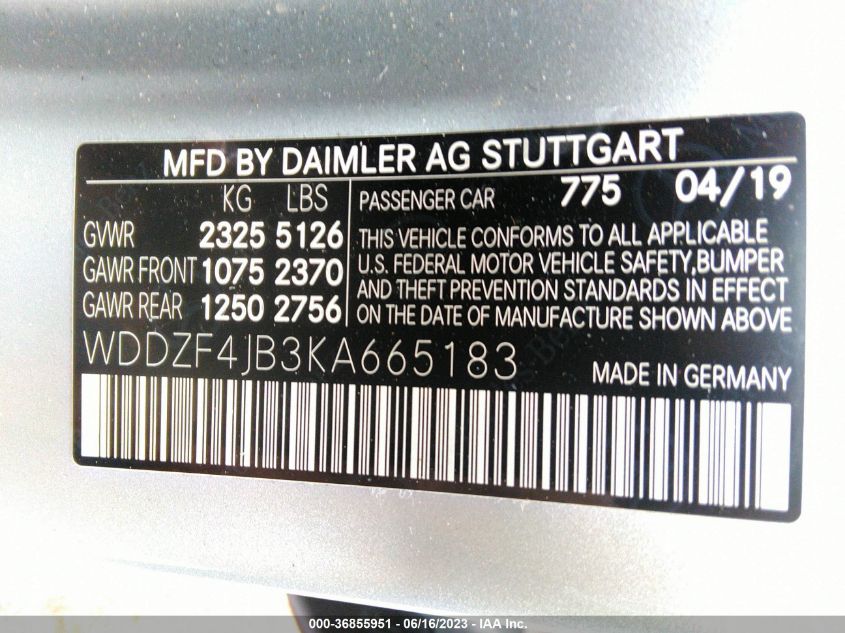 MFD BY DAIMLER AG STUTTGART
KG LBS
GVWR 2325 5126
GAWR FRONT 1075 2370
GAWR REAR 1250 2756
PASSENGER CAR 775 04/19
THIS VEHICLE CONFORMS TO ALL APPLICABLE
U.S. FEDERAL MOTOR VEHICLE SAFETY,BUMPER
AND THEFT PREVENTION STANDARDS IN EFFECT
ON THE DATE OF MANUFACTURE SHOWN ABOVE
WDDZF4JB3KA665183
MADE IN GERMANY
000-36855951 - 06/16/2023 - © IAA, Inc.